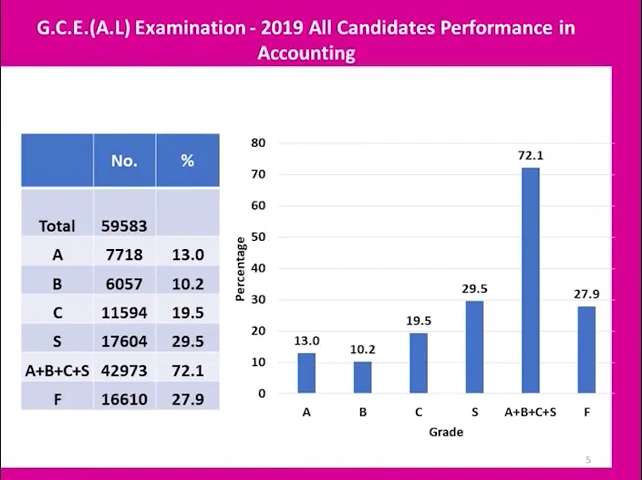 G.C.E.(A.L) Examination - 2019 All Candidates Performance in
Accounting
No. %
Total 59583
A 7718 13.0
B 6057 10.2
C 11594 19.5
S 17604 29.5
A+B+C+S 42973 72.1
F 16610 27.9
Percentage
80
70
60
50
40
30
20
10
0
13.0
10.2
19.5
29.5
72.1
27.9
A B C S A+B+C+S F
Grade
5